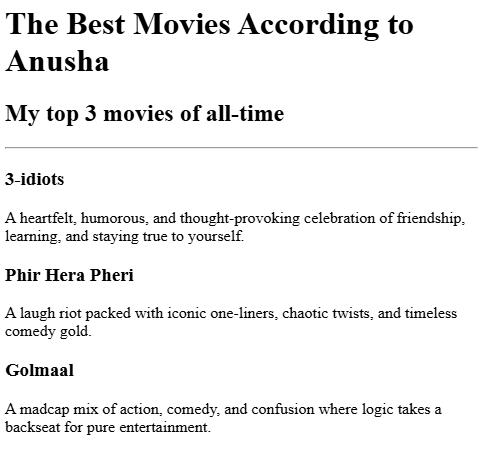 The Best Movies According to
Anusha
My top 3 movies of all-time
3-idiots
A heartfelt, humorous, and thought-provoking celebration of friendship,
learning, and staying true to yourself.
Phir Hera Pheri
A laugh riot packed with iconic one-liners, chaotic twists, and timeless
comedy gold.
Golmaal
A madcap mix of action, comedy, and confusion where logic takes a
backseat for pure entertainment.